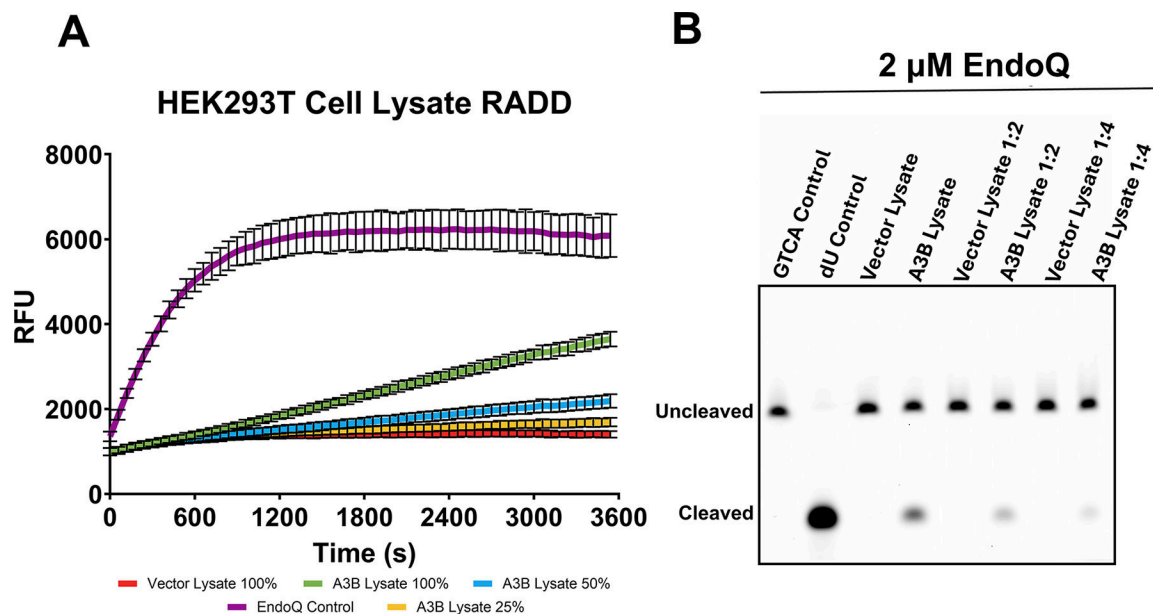 A
HEK293T Cell Lysate RADD
8000
6000
4000
2000
0
RFU
0 600 1200 1800 2400 3000 3600
Time (s)
Vector Lysate 100% A3B Lysate 100% A3B Lysate 50%
EndoQ Control A3B Lysate 25%
B
2 µM EndoQ
GTCA Control
dU Control
Vector Lysate
A3B Lysate
Vector Lysate 1:2
A3B Lysate 1:2
Vector Lysate 1:4
A3B Lysate 1:4
Uncleaved
Cleaved